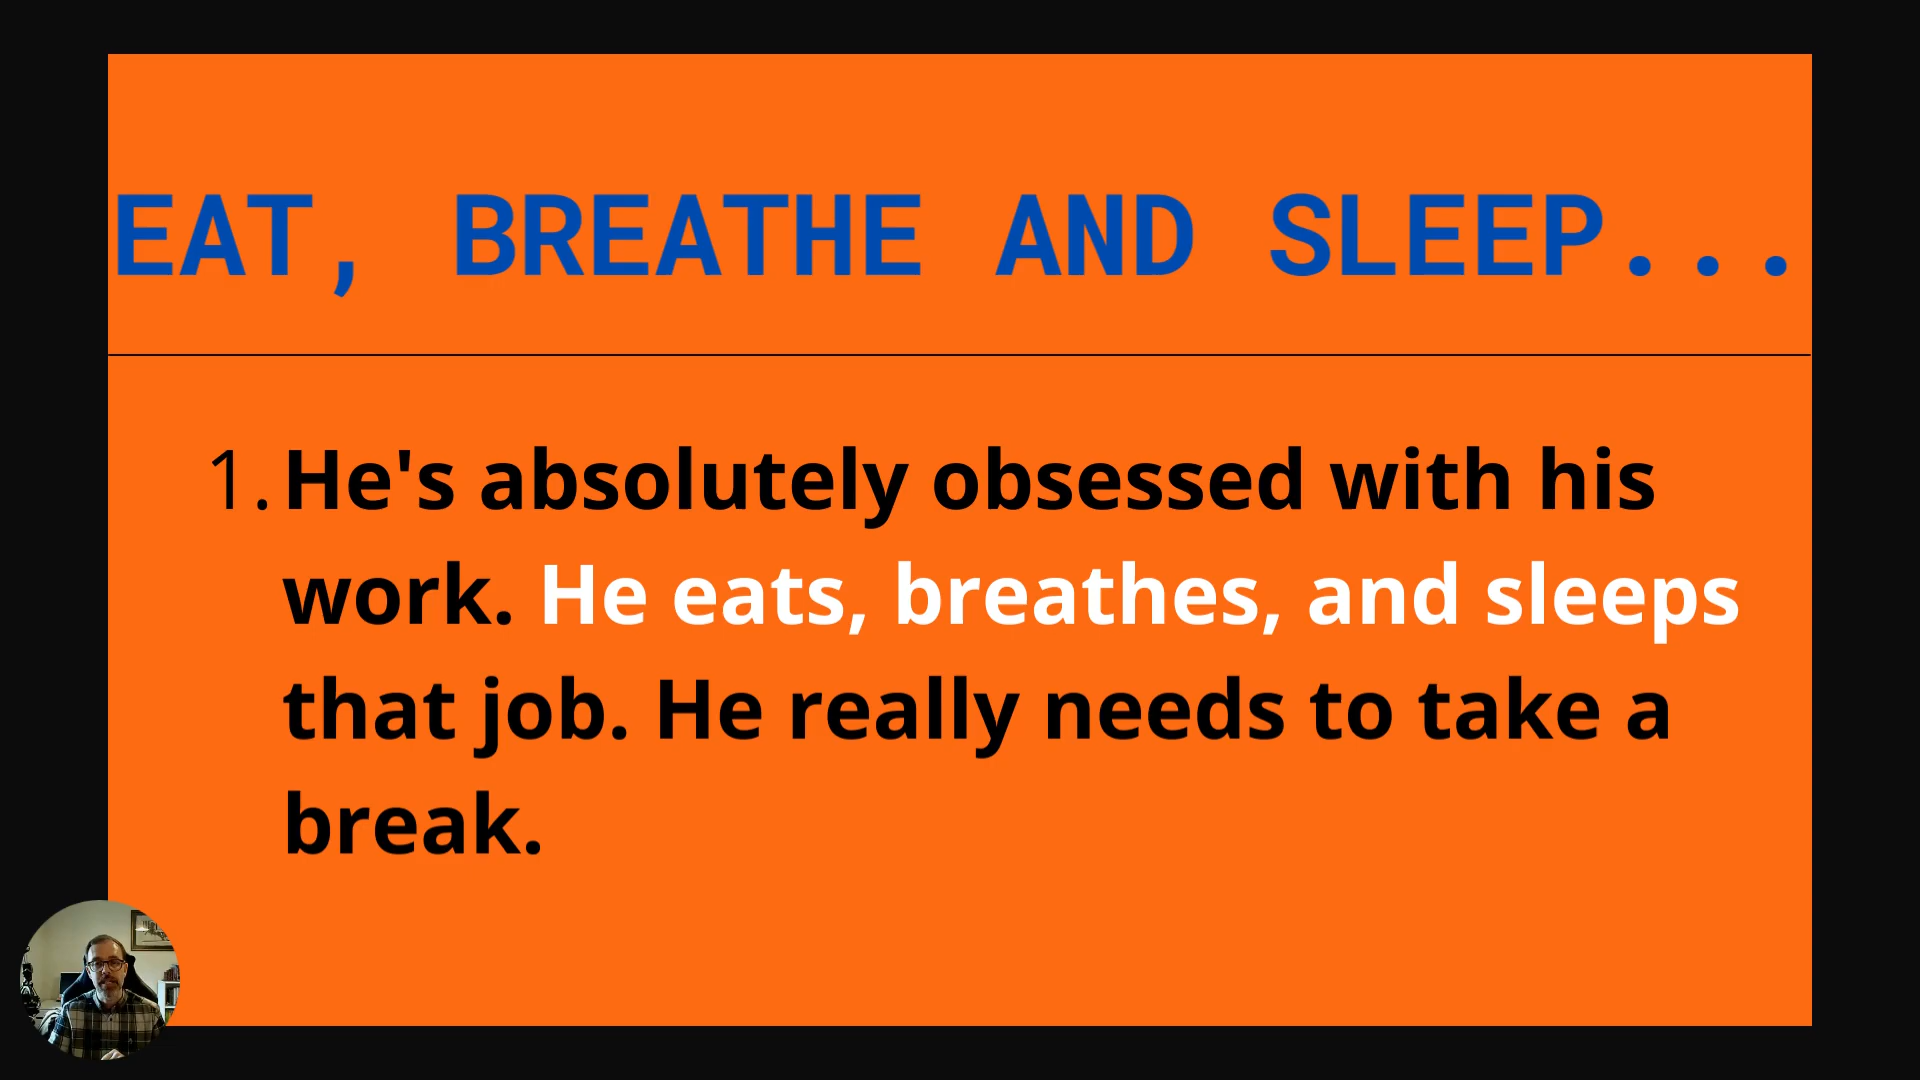 EAT, BREATHE AND SLEEP...
1. He's absolutely obsessed with his
work. He eats, breathes, and sleeps
that job. He really needs to take a
break.